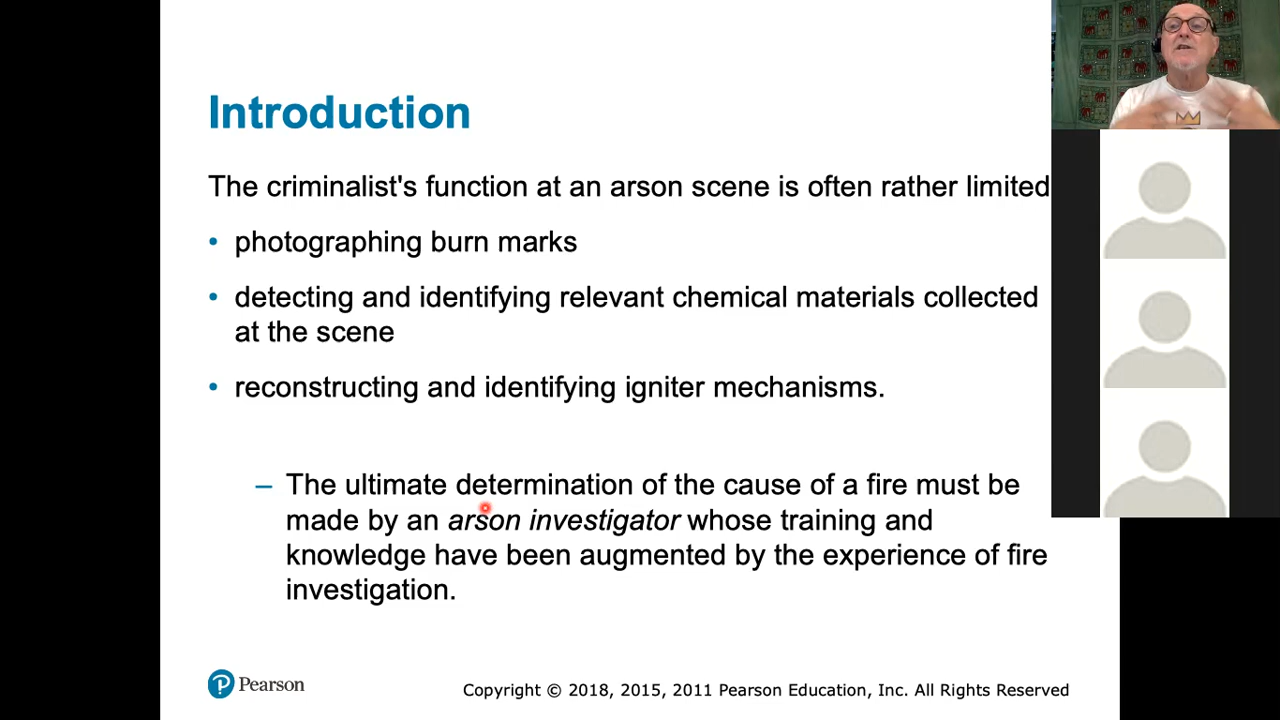 Introduction
The criminalist's function at an arson scene is often rather limited
• photographing burn marks
• detecting and identifying relevant chemical materials collected
at the scene
• reconstructing and identifying igniter mechanisms.
– The ultimate determination of the cause of a fire must be
made by an arson investigator whose training and
knowledge have been augmented by the experience of fire
investigation.
Pearson
Copyright © 2018, 2015, 2011 Pearson Education, Inc. All Rights Reserved